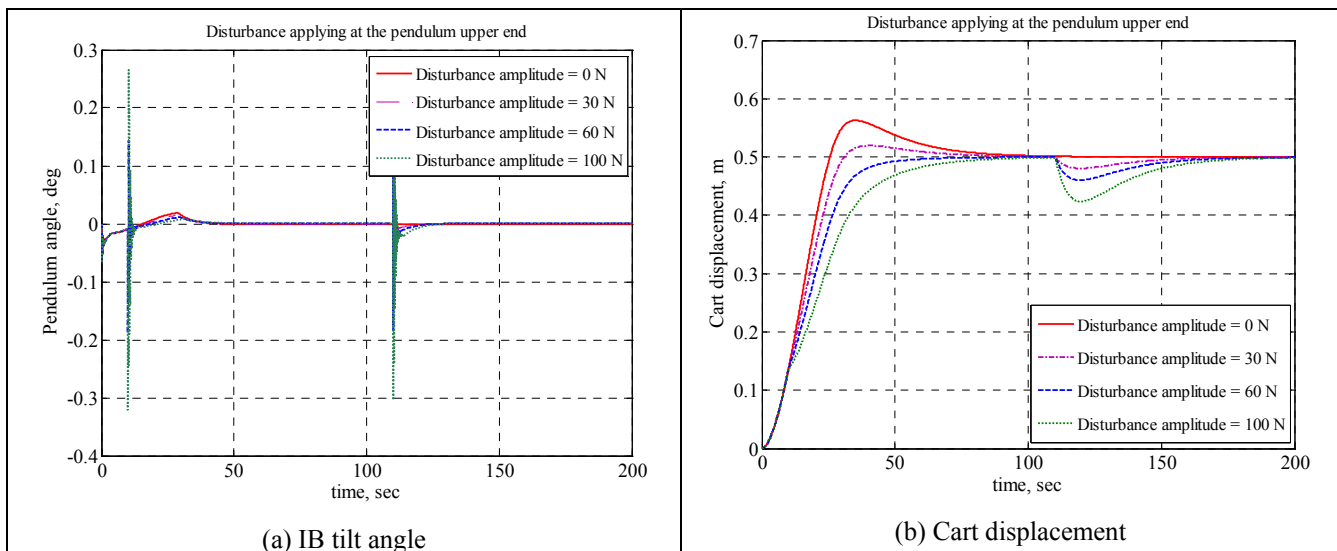 Disturbance applying at the pendulum upper end
0.3
0.2
0.1
0
-0.1
-0.2
-0.3
-0.4
Pendulum angle, deg
Disturbance amplitude = 0 N
Disturbance amplitude = 30 N
Disturbance amplitude = 60 N
Disturbance amplitude = 100 N
0 50 100 150 200
time, sec
(a) IB tilt angle
Disturbance applying at the pendulum upper end
0.7
0.6
0.5
0.4
0.3
0.2
0.1
0
Cart displacement, m
Disturbance amplitude = 0 N
Disturbance amplitude = 30 N
Disturbance amplitude = 60 N
Disturbance amplitude = 100 N
0 50 100 150 200
time, sec
(b) Cart displacement